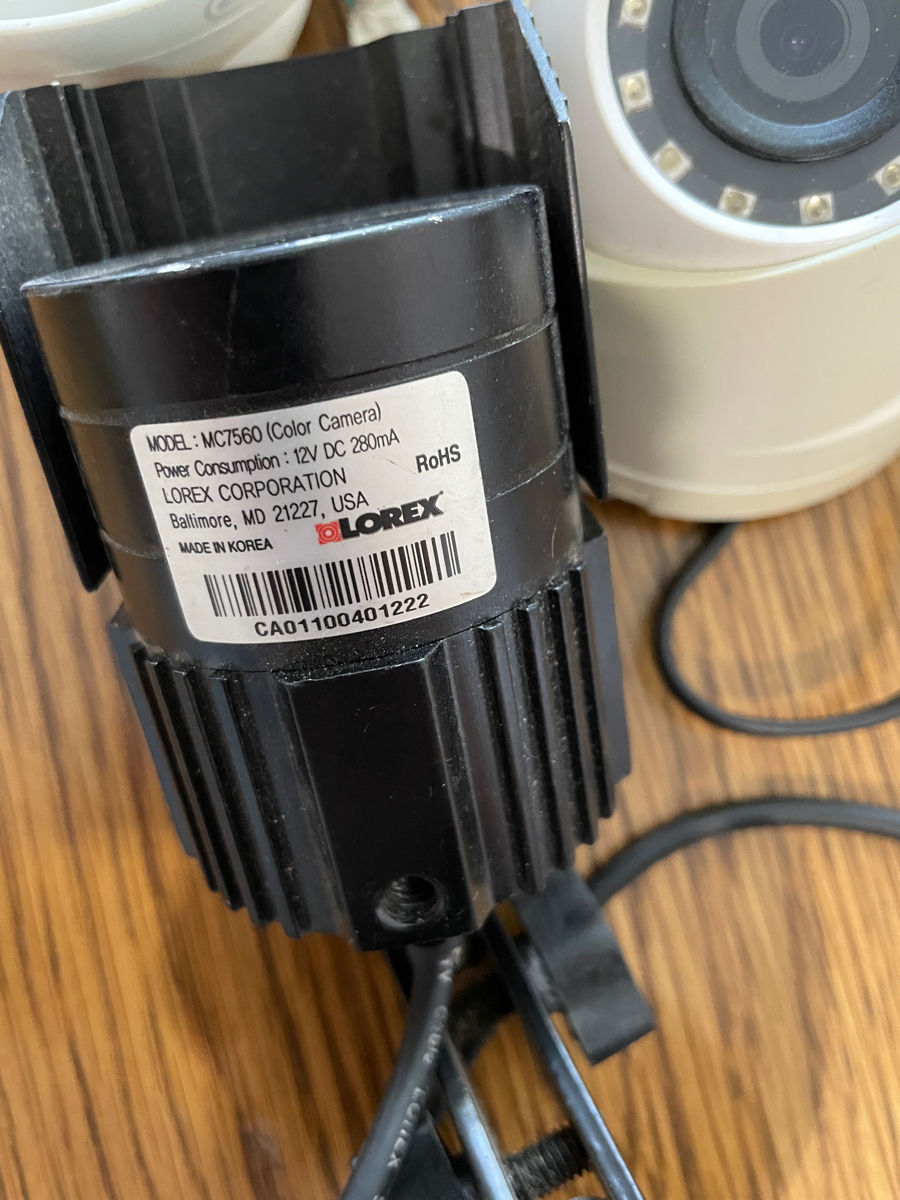 MODEL : MC7560 (Color Camera)
Power Consumption : 12V DC 280mA
LOREX CORPORATION
RoHS
Baltimore, MD 21227, USA
MADE IN KOREA
LOREX
CA01100401222